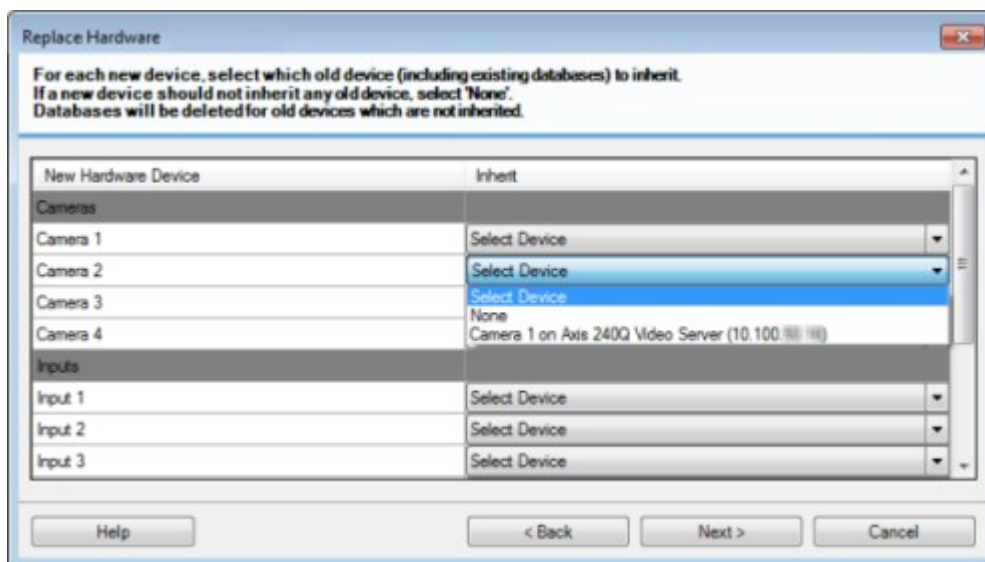 Replace Hardware
For each new device, select which old device (including existing databases) to inherit.
If a new device should not inherit any old device, select 'None'.
Databases will be deleted for old devices which are not inherited.
New Hardware Device Inherit
Cameras
Camera 1 Select Device
Camera 2 Select Device
Select Device
Camera 3
None
Camera 4
Camera 1 on Axis 240Q Video Server (10.100.
Inputs
Input 1 Select Device
Input 2 Select Device
Input 3 Select Device
Help < Back Next > Cancel